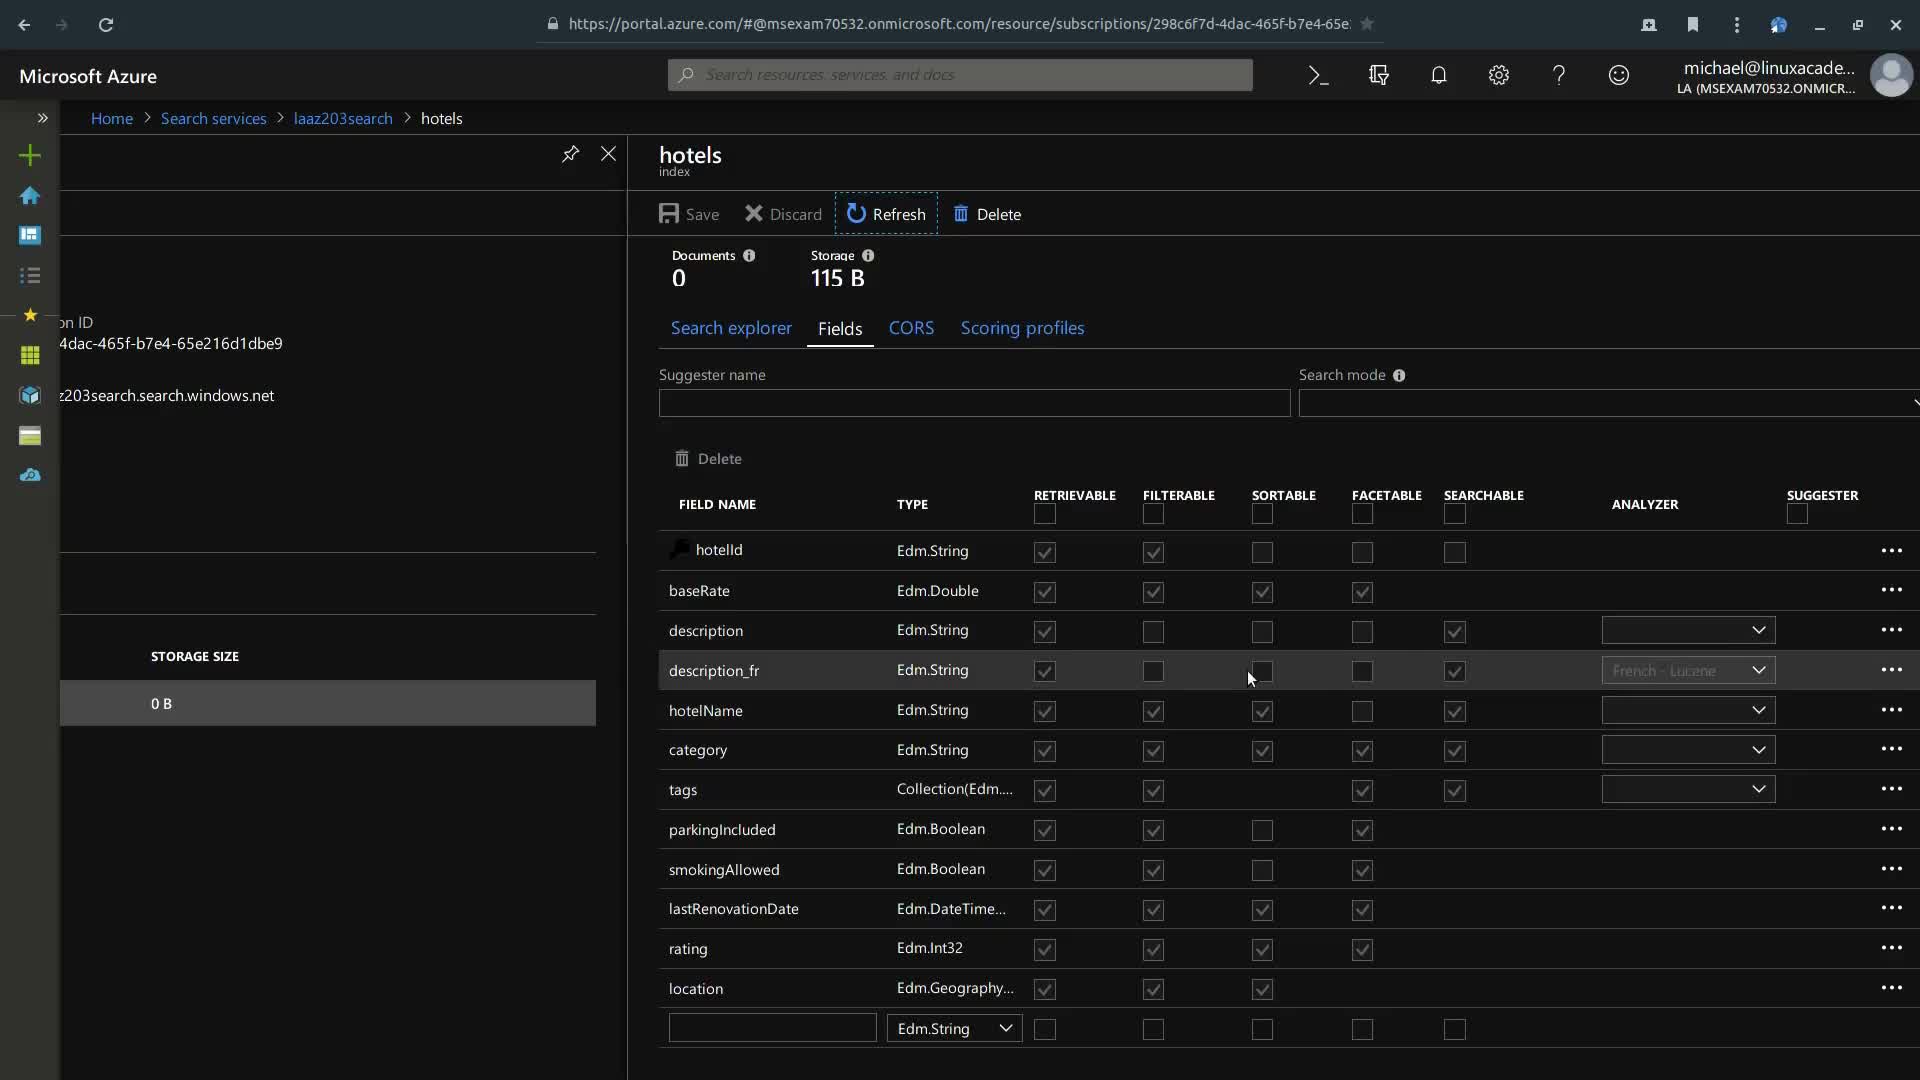 https://portal.azure.com/#@msexam70532.onmicrosoft.com/resource/subscriptions/298c6f7d-4dac-465f-b7e4-65e
Microsoft Azure
Search resources, services, and docs
michael@linuxacade...
LA (MSEXAM70532.ONMICR...
Home > Search services > laaz203search > hotels
hotels
index
Save Discard Refresh Delete
Documents Storage
0 115 B
on ID
4dac-465f-b7e4-65e216d1dbe9
z203search.search.windows.net
STORAGE SIZE
0 B
Search explorer Fields CORS Scoring profiles
Suggester name Search mode
Delete
FIELD NAME TYPE RETRIEVABLE FILTERABLE SORTABLE FACETABLE SEARCHABLE ANALYZER SUGGESTER
hotelId Edm.String
baseRate Edm.Double
description Edm.String
description_fr Edm.String French - Lucene
hotelName Edm.String
category Edm.String
tags Collection(Edm....
parkingIncluded Edm.Boolean
smokingAllowed Edm.Boolean
lastRenovationDate Edm.DateTime...
rating Edm.Int32
location Edm.Geography...
Edm.String